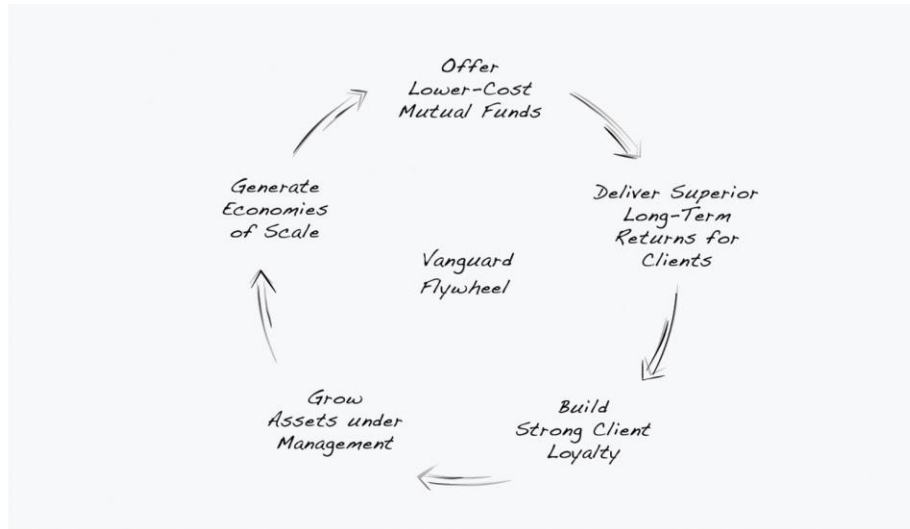 Offer
Lower-Cost
Mutual Funds
Deliver Superior
Long-Term
Returns for
Clients
Build
Strong Client
Loyalty
Grow
Assets under
Management
Generate
Economies
of Scale
Vanguard
Flywheel